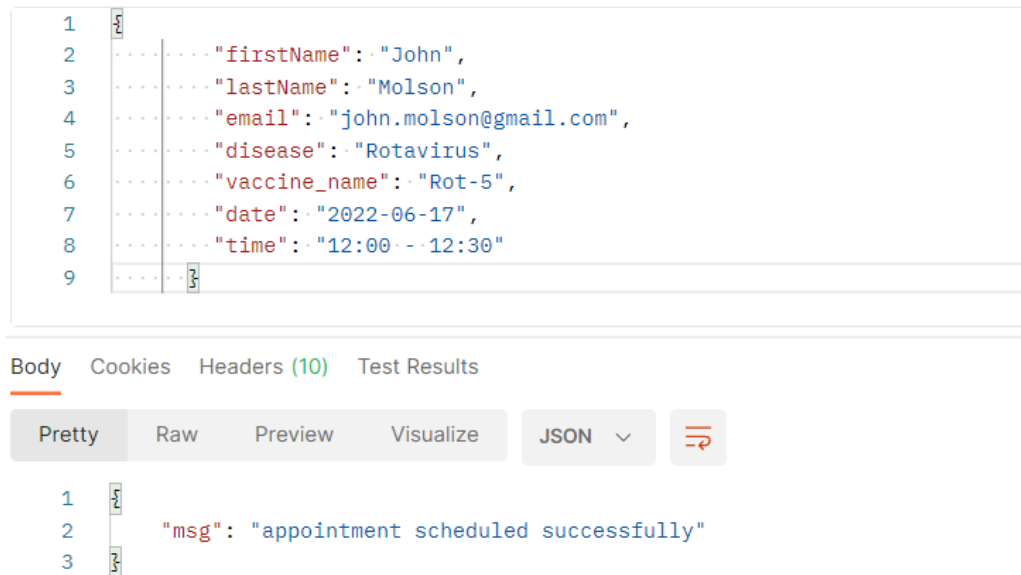 1 {
2 "firstName": "John",
3 "lastName": "Molson",
4 "email": "john.molson@gmail.com",
5 "disease": "Rotavirus",
6 "vaccine_name": "Rot-5",
7 "date": "2022-06-17",
8 "time": "12:00 - 12:30"
9 }
Body Cookies Headers (10) Test Results
Pretty Raw Preview Visualize JSON
1 {
2 "msg": "appointment scheduled successfully"
3 }